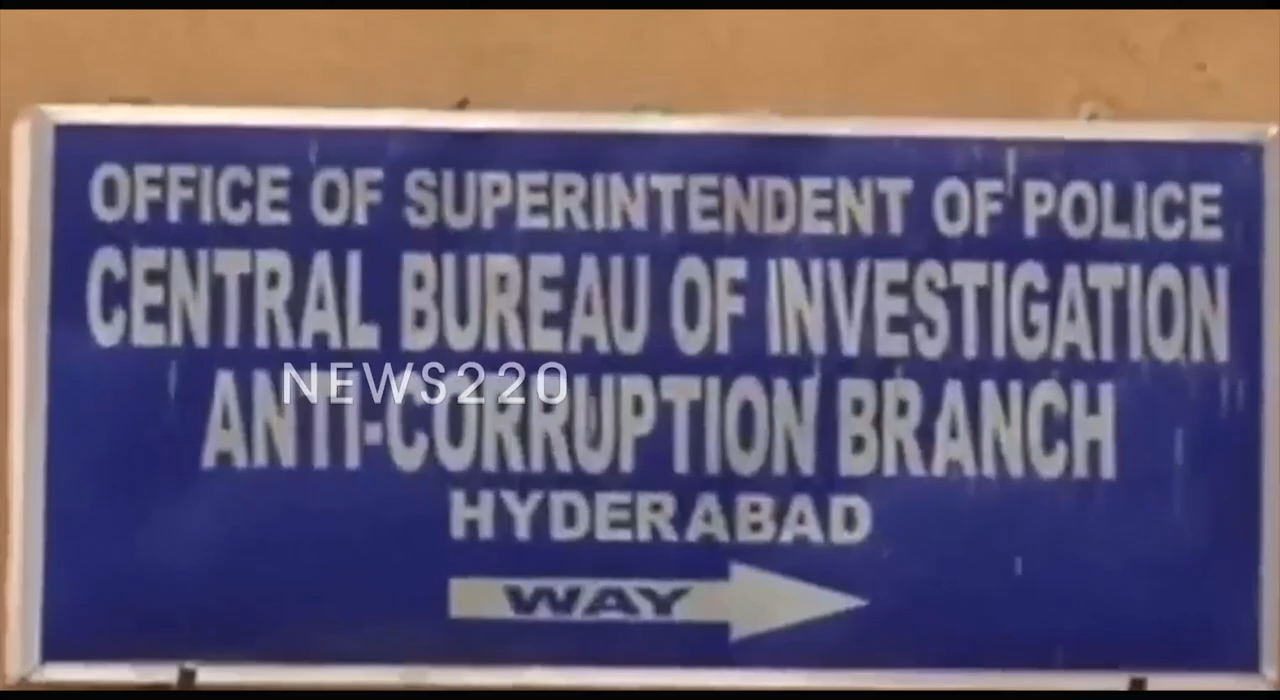 OFFICE OF SUPERINTENDENT OF POLICE
CENTRAL BUREAU OF INVESTIGATION
NEWS220
ANTI-CORRUPTION BRANCH
HYDERABAD
WAY